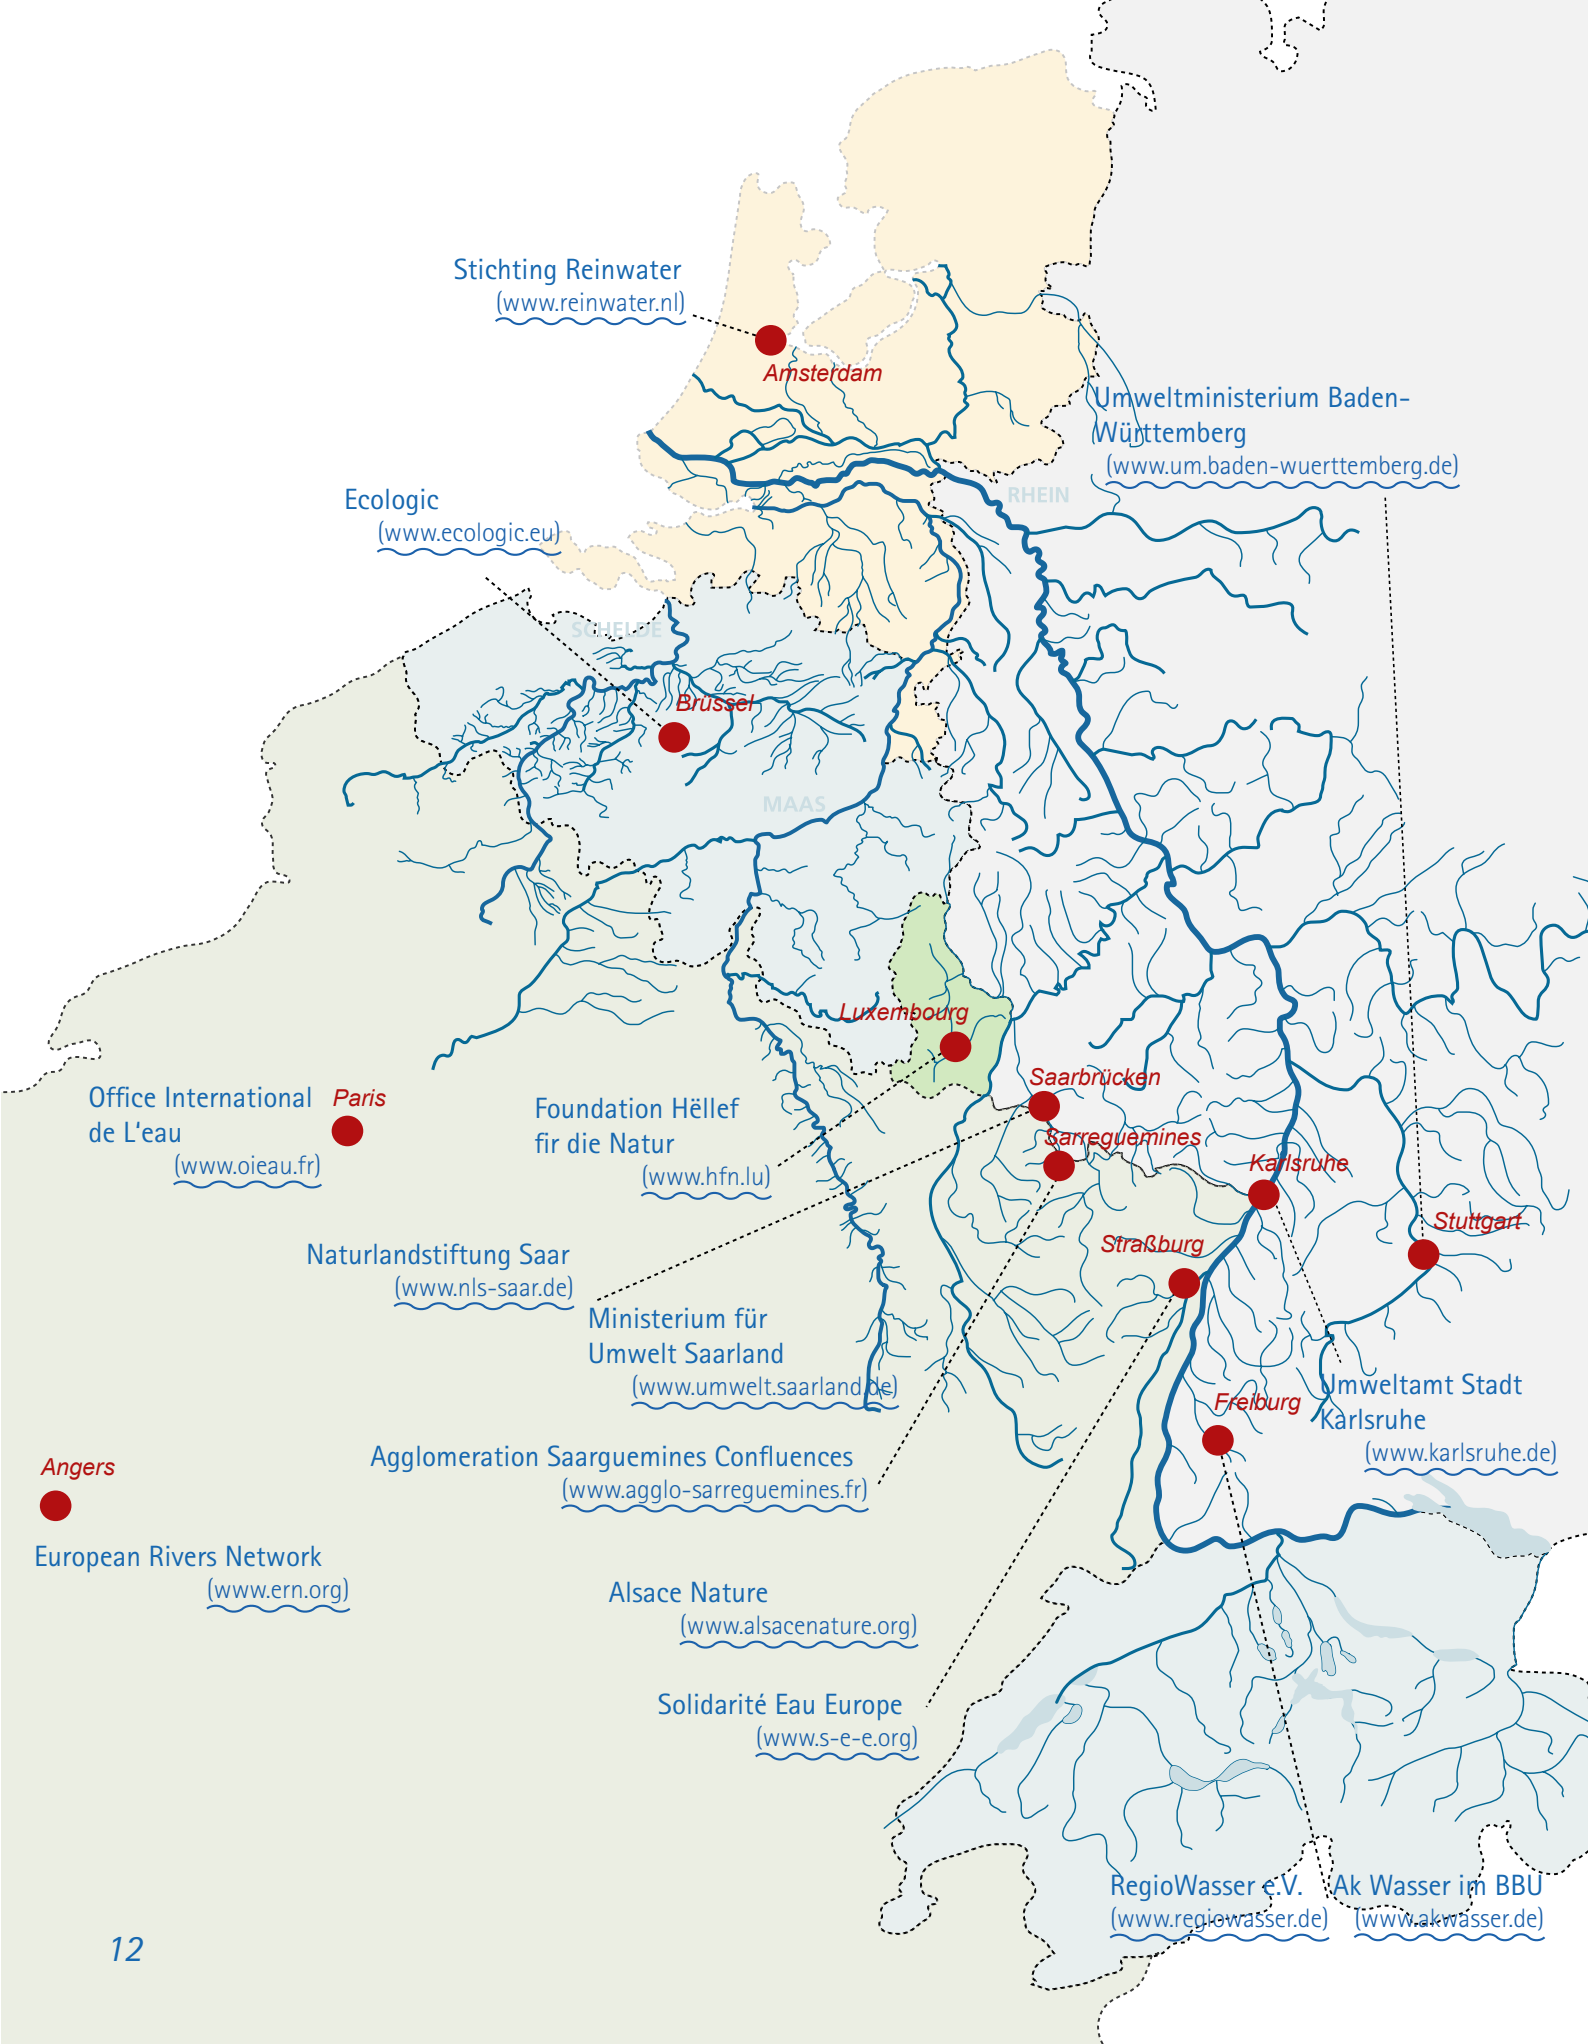 Stichting Reinwater
(www.reinwater.nl)
Amsterdam
Umweltministerium Baden-
Württemberg
(www.um.baden-wuerttemberg.de)
RHEIN
Ecologic
(www.ecologic.eu)
SCHELDE
Brüssel
MAAS
Luxembourg
Office International
de L'eau
(www.oieau.fr)
Paris
Foundation Hëllef
fir die Natur
(www.hfn.lu)
Saarbrücken
Sarreguemines
Karlsruhe
Stuttgart
Straßburg
Naturlandstiftung Saar
(www.nls-saar.de)
Ministerium für
Umwelt Saarland
(www.umwelt.saarland.de)
Freiburg
Umweltamt Stadt
Karlsruhe
(www.karlsruhe.de)
Agglomeration Saarguemines Confluences
(www.agglo-sarreguemines.fr)
Angers
European Rivers Network
(www.ern.org)
Alsace Nature
(www.alsacenature.org)
Solidarité Eau Europe
(www.s-e-e.org)
RegioWasser e.V.
(www.regiowasser.de)
Ak Wasser im BBU
(www.akwasser.de)
12